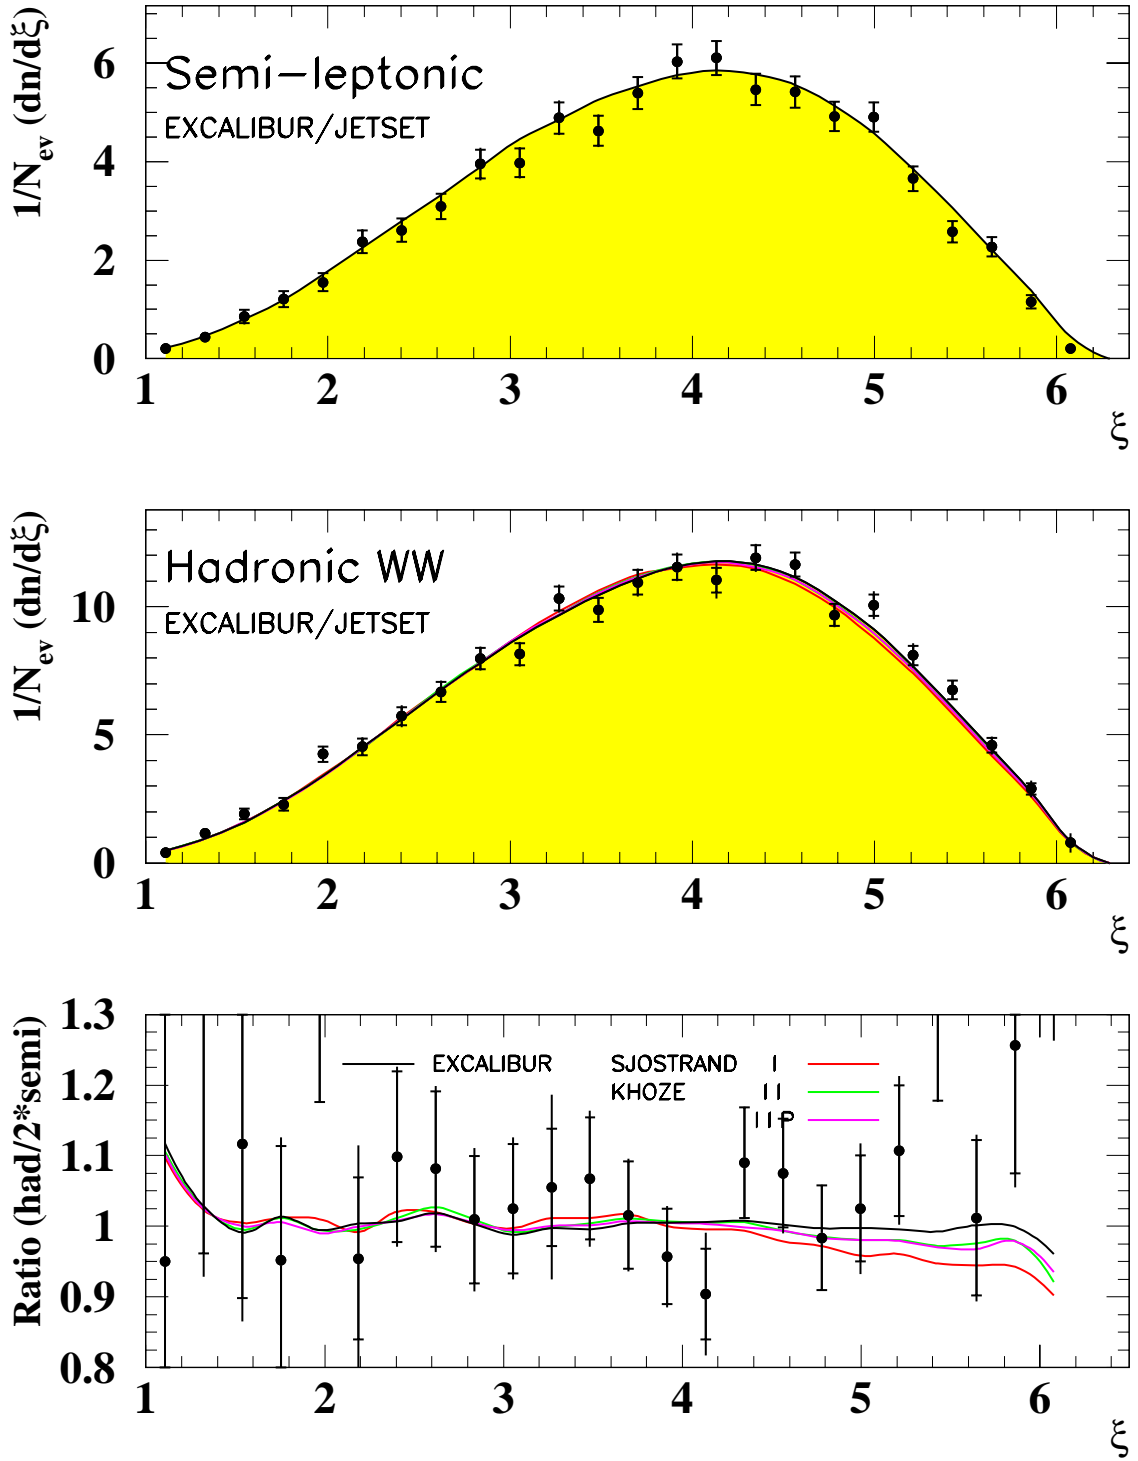 1/N_ev (dn/dξ)
6
4
2
0
Semi-leptonic
EXCALIBUR/JETSET
1 2 3 4 5 6
ξ
1/N_ev (dn/dξ)
10
5
0
Hadronic WW
EXCALIBUR/JETSET
1 2 3 4 5 6
ξ
Ratio (had/2*semi)
1.3
1.2
1.1
1
0.9
0.8
EXCALIBUR SJOSTRAND I
KHOZE II
IIP
1 2 3 4 5 6
ξ